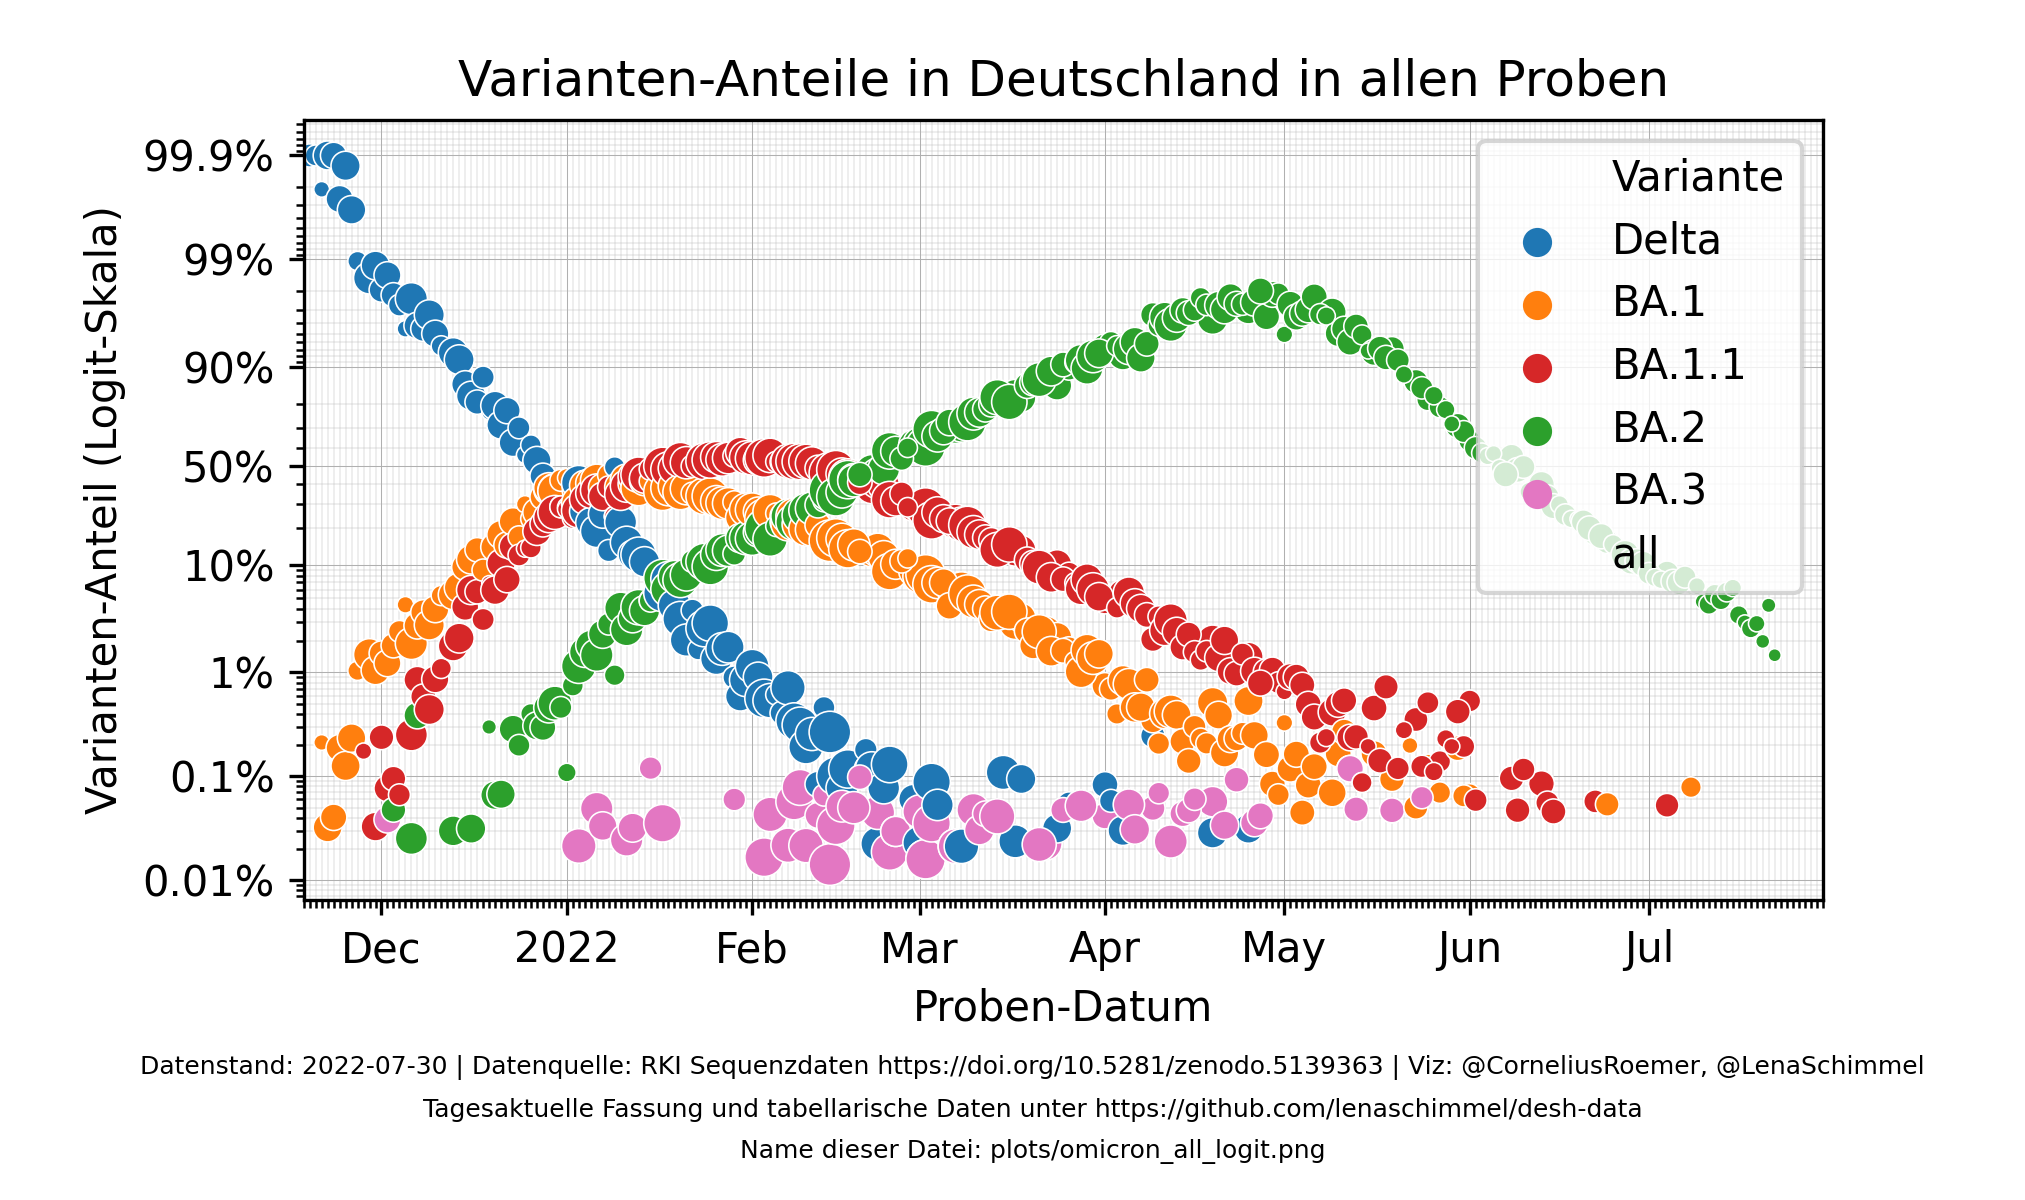 Varianten-Anteile in Deutschland in allen Proben
Varianten-Anteil (Logit-Skala)
99.9%
99%
90%
50%
10%
1%
0.1%
0.01%
Variante
Delta
BA.1
BA.1.1
BA.2
BA.3
all
Dec 2022 Feb Mar Apr May Jun Jul
Proben-Datum
Datenstand: 2022-07-30 | Datenquelle: RKI Sequenzdaten https://doi.org/10.5281/zenodo.5139363 | Viz: @CorneliusRoemer, @LenaSchimmel
Tagesaktuelle Fassung und tabellarische Daten unter https://github.com/lenaschimmel/desh-data
Name dieser Datei: plots/omicron_all_logit.png